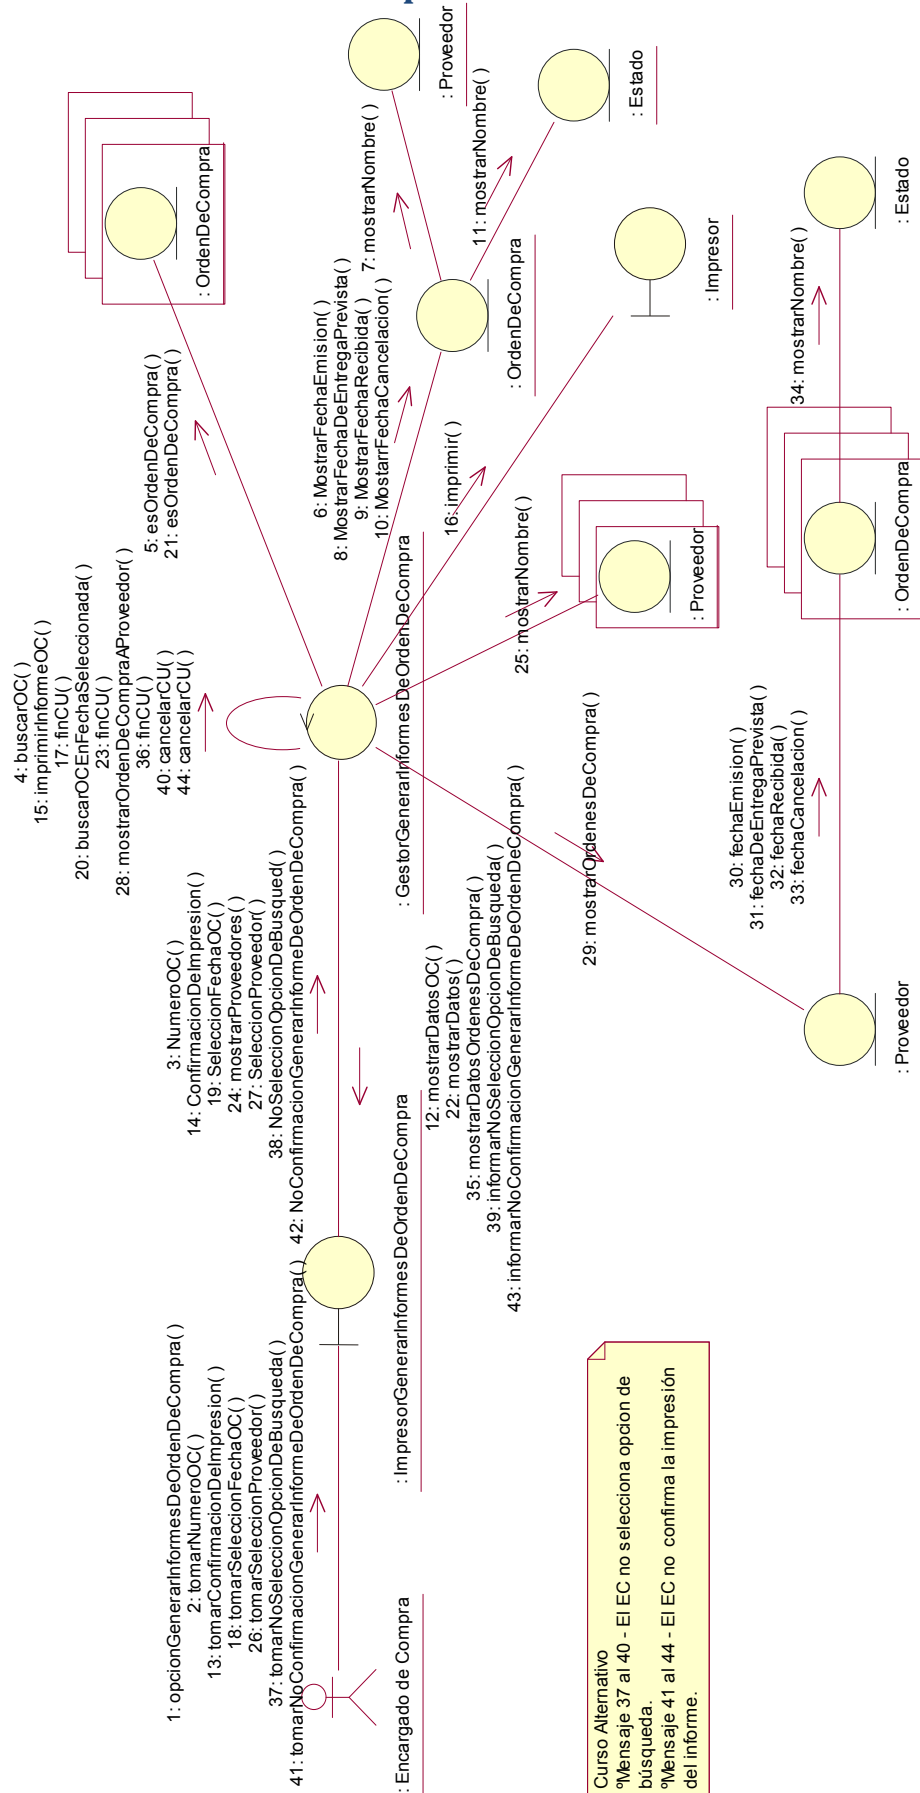 1: opcionGenerarInformesDeOrdenDeCompra( )
2: tomarNumeroOC( )
13: tomarConfirmacionDeImpresion( )
18: tomarSeleccionFechaOC( )
26: tomarSeleccionProveedor( )
37: tomarNoSeleccionOpcionDeBusqueda( )
41: tomarNoConfirmacionGenerarInformeDeOrdenDeCompra( )
: Encargado de Compra
3: NumeroOC( )
14: ConfirmacionDeImpresion( )
19: SeleccionFechaOC( )
24: mostrarProveedores( )
27: SeleccionProveedor( )
38: NoSeleccionOpcionDeBusqued( )
42: NoConfirmacionGenerarInformeDeOrdenDeCompra( )
: ImpresorGenerarInformesDeOrdenDeCompra
12: mostrarDatosOC( )
22: mostrarDatos( )
35: mostrarDatosOrdenesDeCompra( )
39: informarNoSeleccionOpcionDeBusqueda( )
43: informarNoConfirmacionGenerarInformeDeOrdenDeCompra( )
4: buscarOC( )
15: imprimirInformeOC( )
17: finCU( )
20: buscarOCEnFechaSeleccionada( )
23: finCU( )
28: mostrarOrdenDeCompraAProveedor( )
36: finCU( )
40: cancelarCU( )
44: cancelarCU( )
: GestorGenerarInformesDeOrdenDeCompra
5: esOrdenDeCompra( )
21: esOrdenDeCompra( )
: OrdenDeCompra
6: MostrarFechaEmision( )
8: MostrarFechaDeEntregaPrevista( )
9: MostrarFechaRecibida( )
10: MostarrFechaCancelacion( )
: OrdenDeCompra
7: mostrarNombre( )
: Proveedor
11: mostrarNombre( )
: Estado
16: imprimir( )
: Impresor
25: mostrarNombre( )
: Proveedor
29: mostrarOrdenesDeCompra( )
: Proveedor
30: fechaEmision( )
31: fechaDeEntregaPrevista( )
32: fechaRecibida( )
33: fechaCancelacion( )
: OrdenDeCompra
34: mostrarNombre( )
: Estado
Curso Alternativo
ºMensaje 37 al 40 - El EC no selecciona opcion de
búsqueda.
ºMensaje 41 al 44 - El EC no confirma la impresión
del informe.